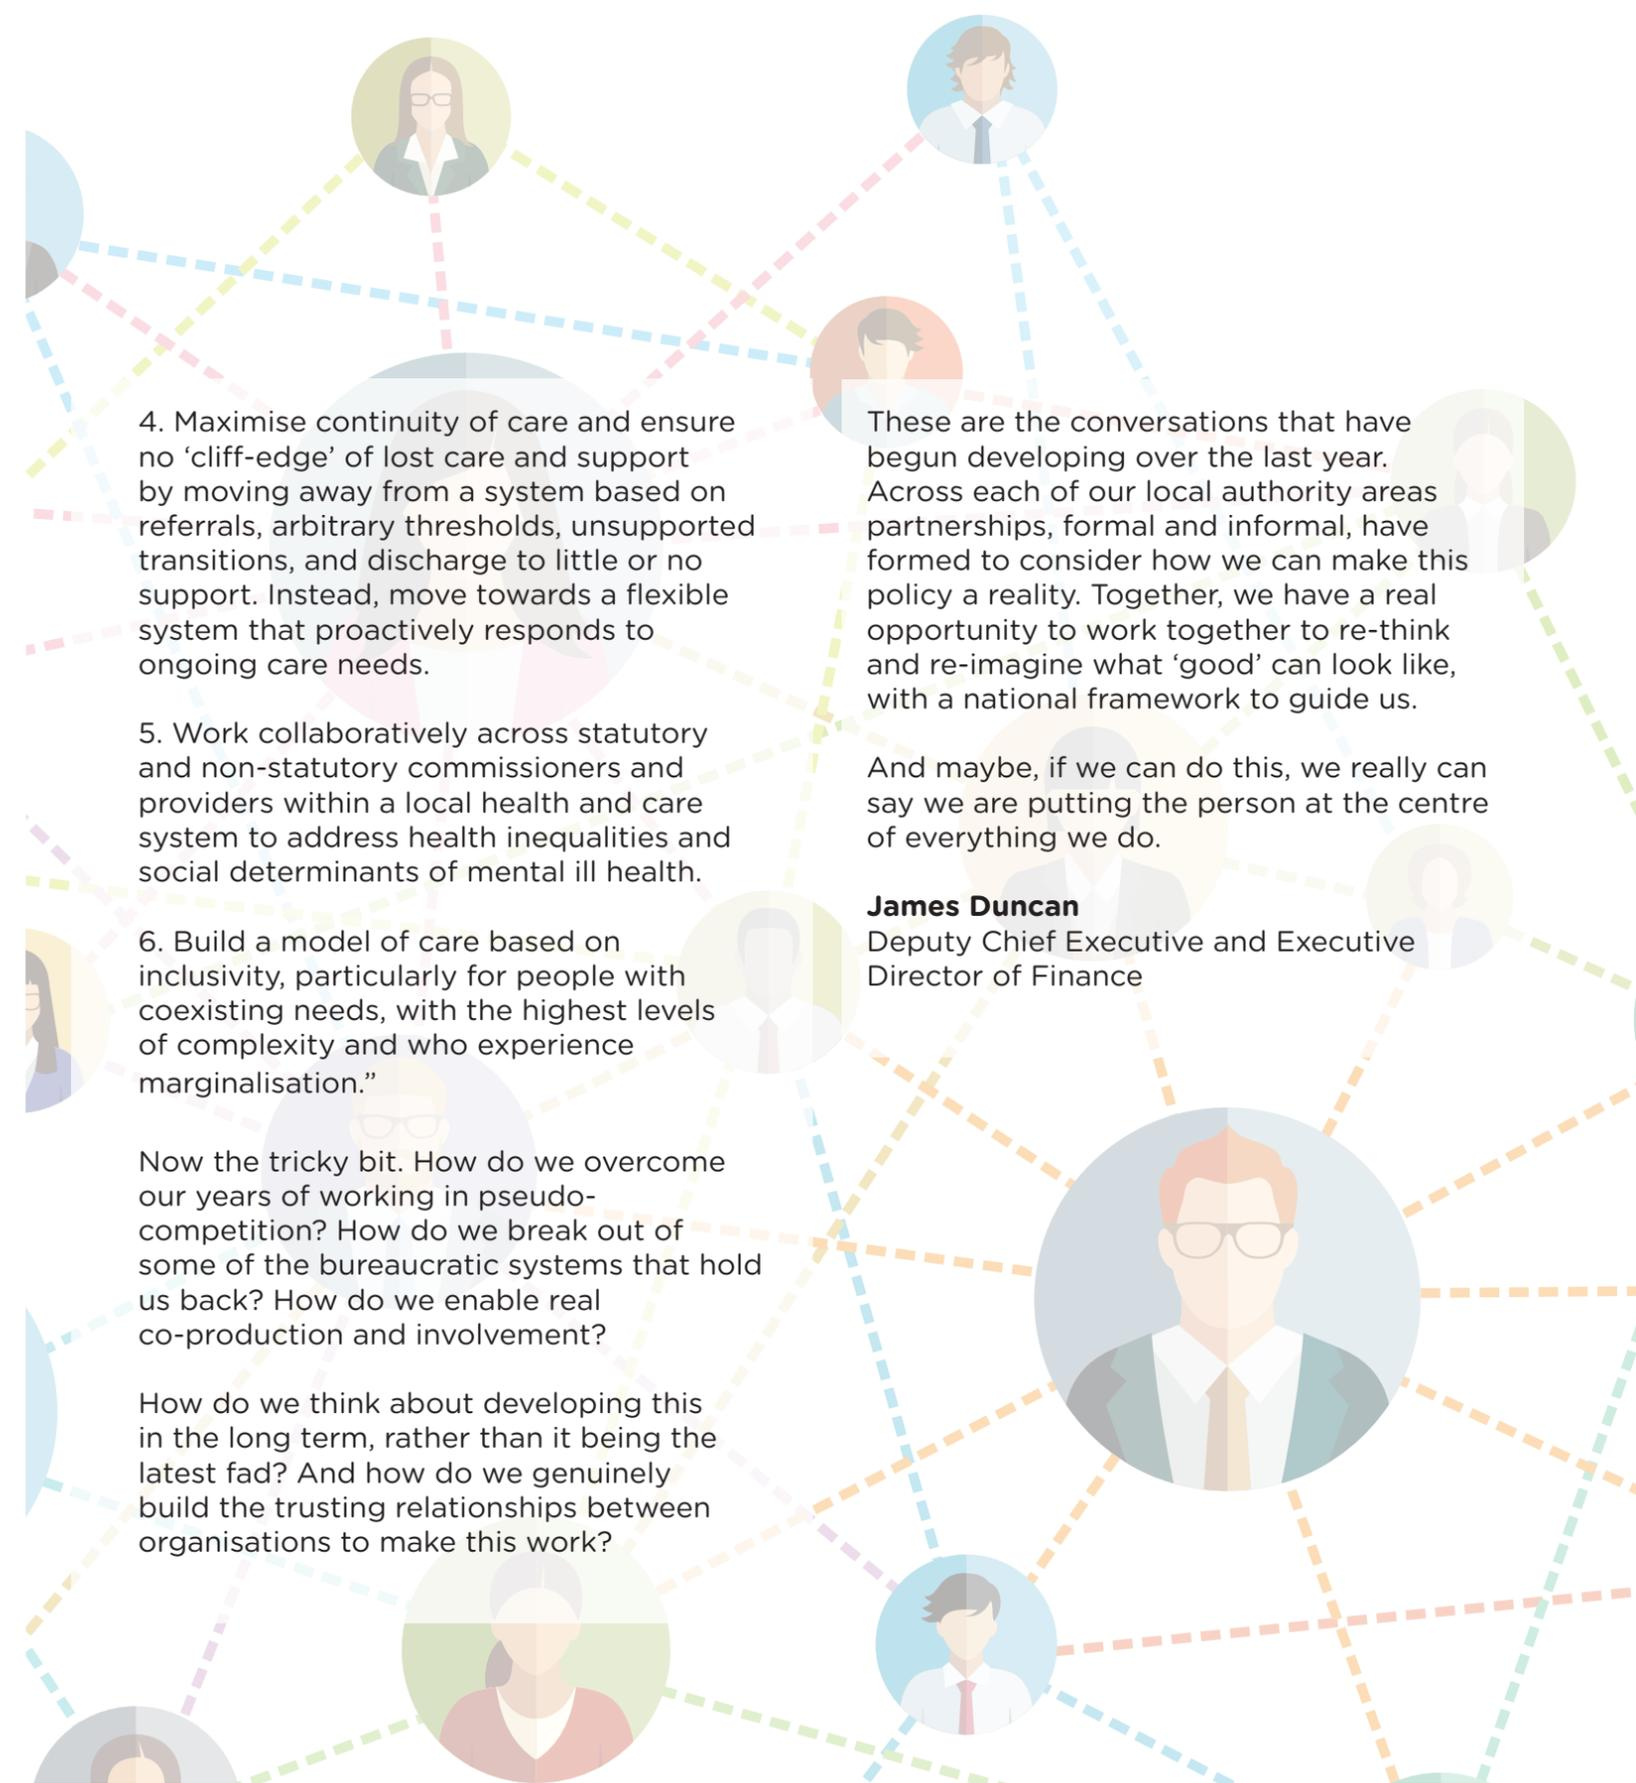 4. Maximise continuity of care and ensure
no ‘cliff-edge’ of lost care and support
by moving away from a system based on
referrals, arbitrary thresholds, unsupported
transitions, and discharge to little or no
support. Instead, move towards a flexible
system that proactively responds to
ongoing care needs.
5. Work collaboratively across statutory
and non-statutory commissioners and
providers within a local health and care
system to address health inequalities and
social determinants of mental ill health.
6. Build a model of care based on
inclusivity, particularly for people with
coexisting needs, with the highest levels
of complexity and who experience
marginalisation.”
Now the tricky bit. How do we overcome
our years of working in pseudo-
competition? How do we break out of
some of the bureaucratic systems that hold
us back? How do we enable real
co-production and involvement?
How do we think about developing this
in the long term, rather than it being the
latest fad? And how do we genuinely
build the trusting relationships between
organisations to make this work?
These are the conversations that have
begun developing over the last year.
Across each of our local authority areas
partnerships, formal and informal, have
formed to consider how we can make this
policy a reality. Together, we have a real
opportunity to work together to re-think
and re-imagine what ‘good’ can look like,
with a national framework to guide us.
And maybe, if we can do this, we really can
say we are putting the person at the centre
of everything we do.
James Duncan
Deputy Chief Executive and Executive
Director of Finance